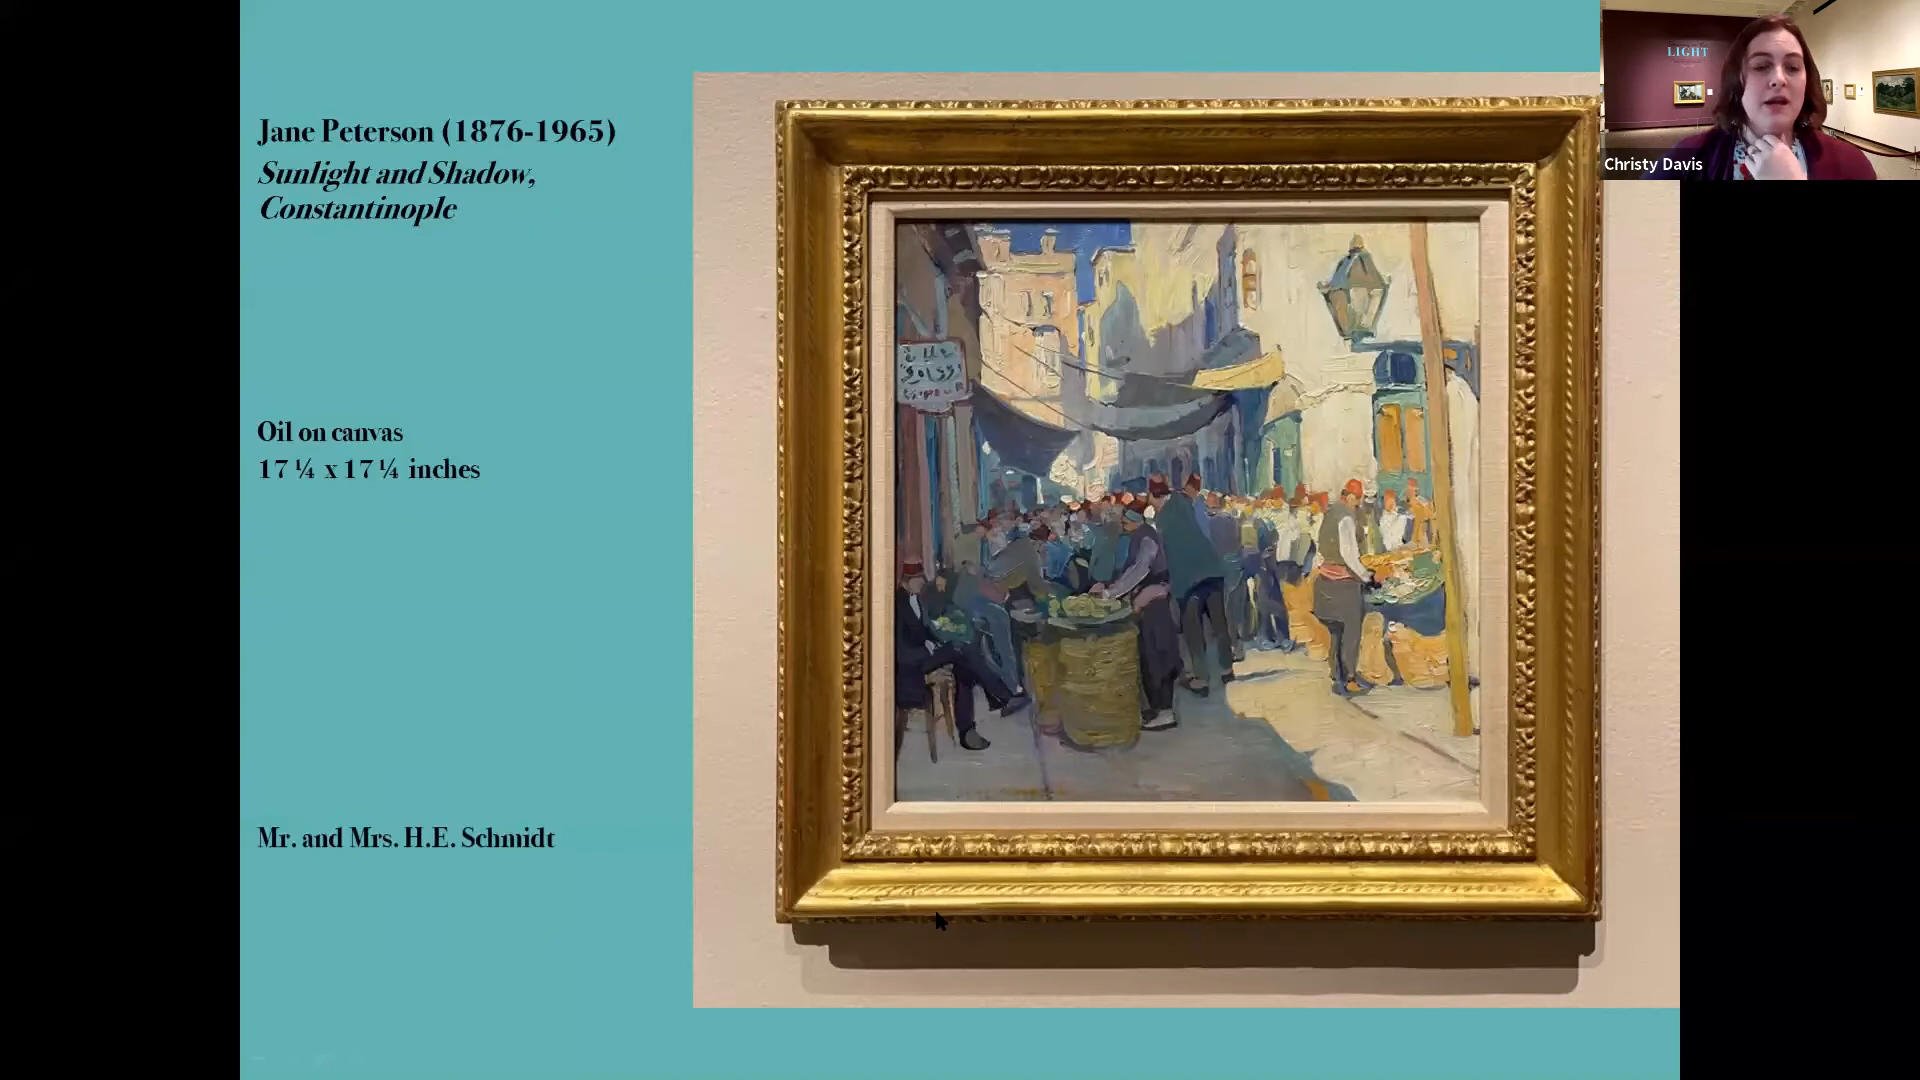 Jane Peterson (1876-1965)
Sunlight and Shadow,
Constantinople
Oil on canvas
17 ¼ x 17 ¼ inches
Mr. and Mrs. H.E. Schmidt
LIGHT
Christy Davis